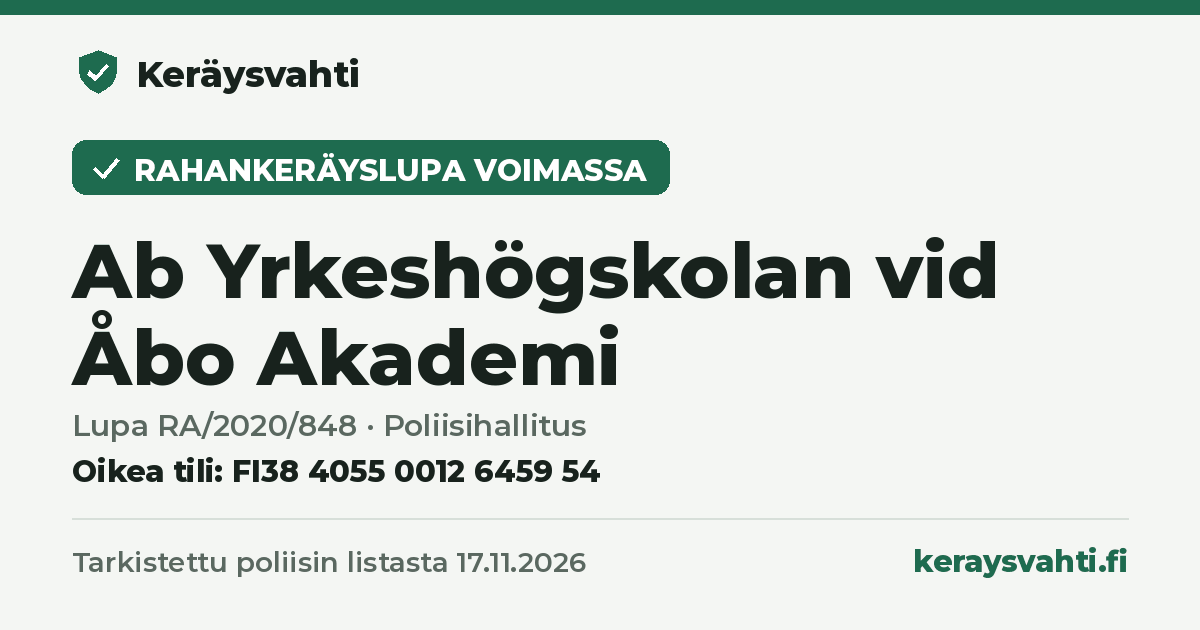 Keräysvahti
RAHANKERÄYSLUPA VOIMASSA
Ab Yrkeshögskolan vid
Åbo Akademi
Lupa RA/2020/848 · Poliisihallitus
Oikea tili: FI38 4055 0012 6459 54
Tarkistettu poliisin listasta 17.11.2026
keraysvahti.fi